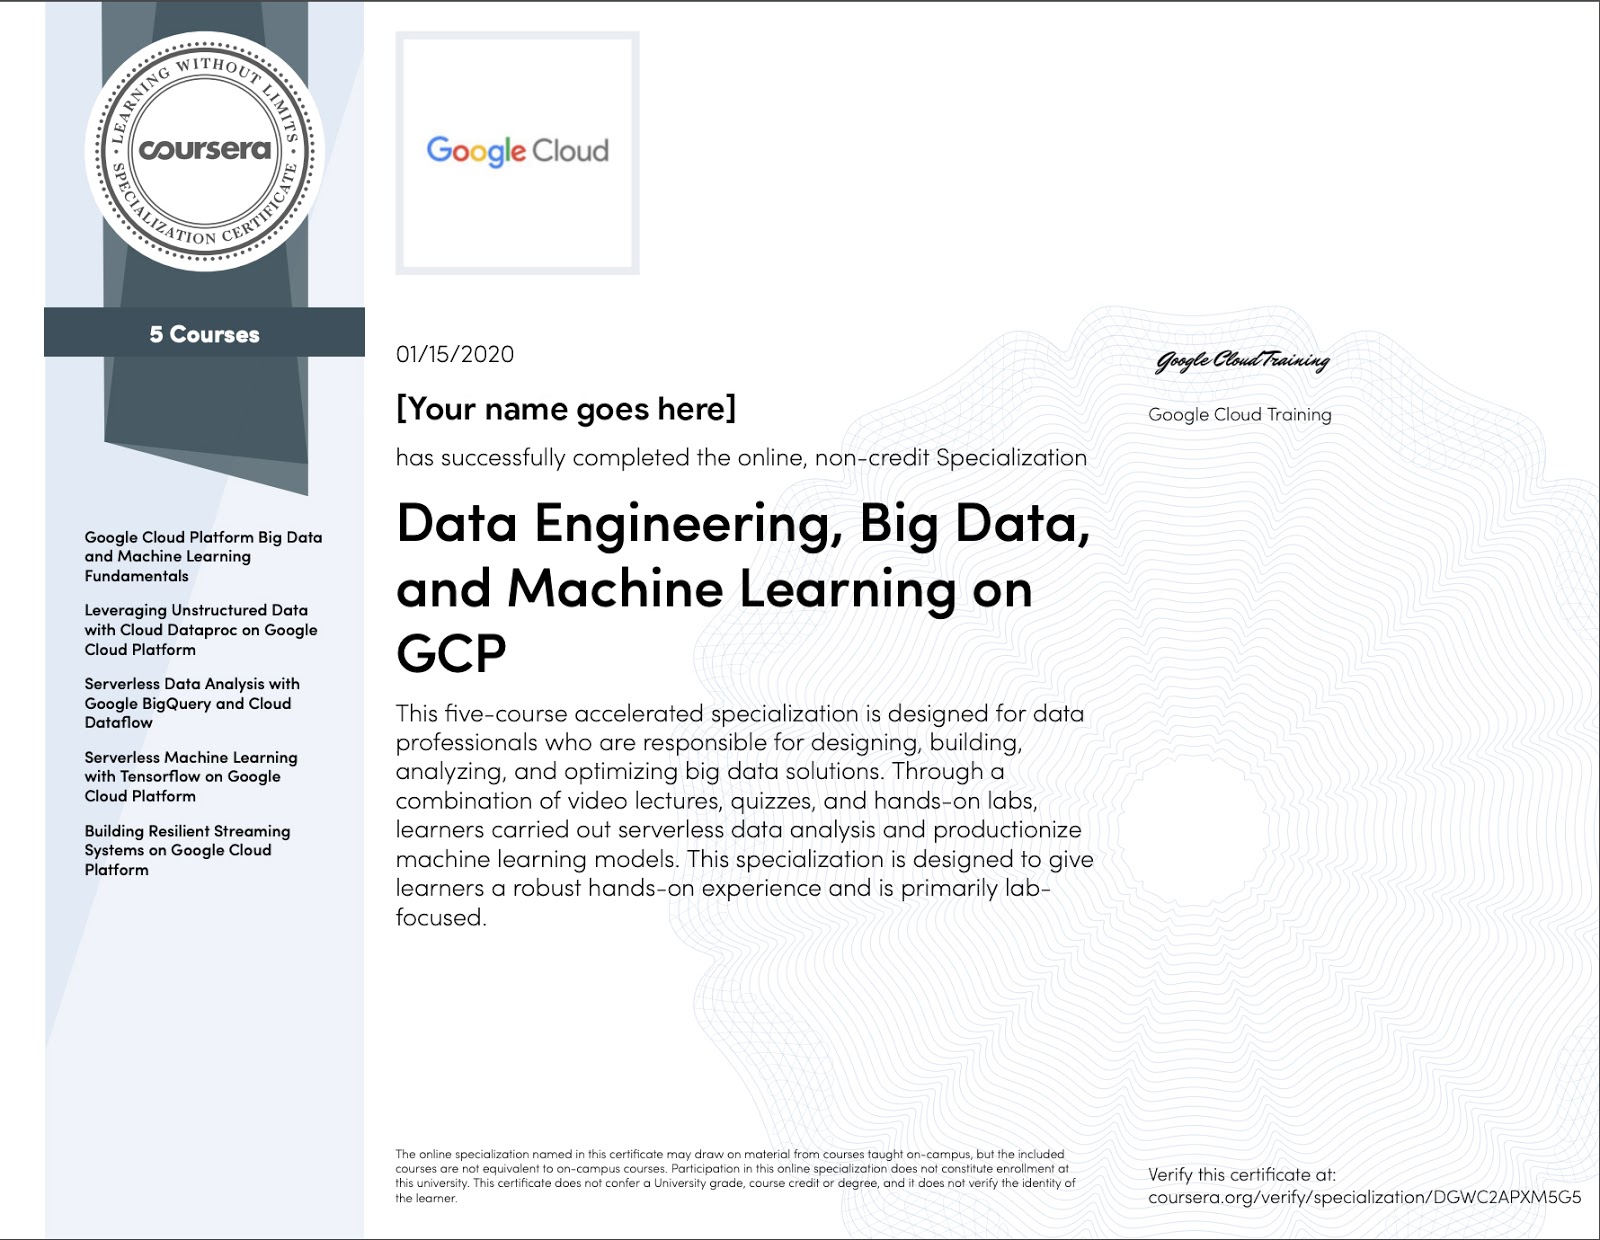 LEARNING WITHOUT LIMITS
coursera
SPECIALIZATION CERTIFICATE
5 Courses
Google Cloud Platform Big Data
and Machine Learning
Fundamentals
Leveraging Unstructured Data
with Cloud Dataproc on Google
Cloud Platform
Serverless Data Analysis with
Google BigQuery and Cloud
Dataflow
Serverless Machine Learning
with Tensorflow on Google
Cloud Platform
Building Resilient Streaming
Systems on Google Cloud
Platform
Google Cloud
01/15/2020
[Your name goes here]
has successfully completed the online, non-credit Specialization
Data Engineering, Big Data,
and Machine Learning on
GCP
This five-course accelerated specialization is designed for data
professionals who are responsible for designing, building,
analyzing, and optimizing big data solutions. Through a
combination of video lectures, quizzes, and hands-on labs,
learners carried out serverless data analysis and productionize
machine learning models. This specialization is designed to give
learners a robust hands-on experience and is primarily lab-
focused.
Google Cloud Training
Google Cloud Training
The online specialization named in this certificate may draw on material from courses taught on-campus, but the included
courses are not equivalent to on-campus courses. Participation in this online specialization does not constitute enrollment at
this university. This certificate does not confer a University grade, course credit or degree, and it does not verify the identity of
the learner.
Verify this certificate at:
coursera.org/verify/specialization/DGWC2APXM5G5